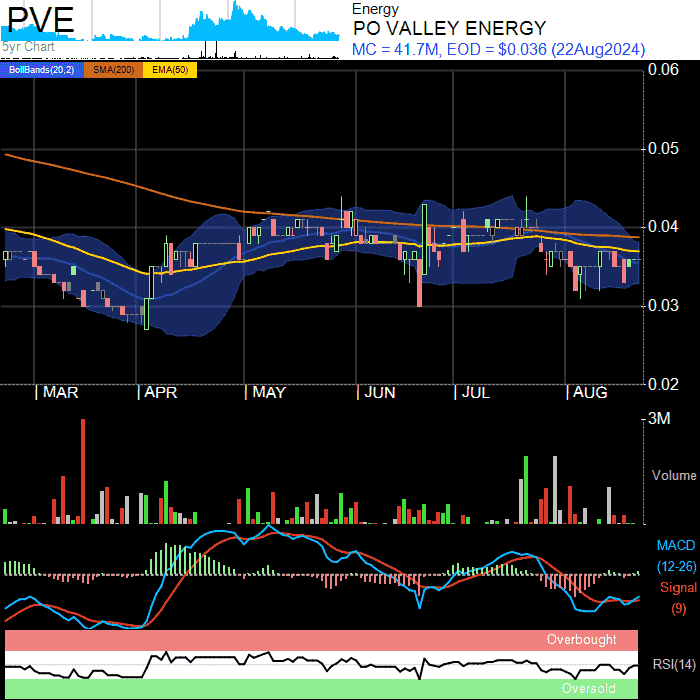 PVE
5yr Chart
Energy
PO VALLEY ENERGY
MC = 41.7M, EOD = $0.036 (22Aug2024)
BollBands(20,2) SMA(200) EMA(50)
0.06
0.05
0.04
0.03
0.02
MAR APR MAY JUN JUL AUG
3M
Volume
MACD
(12-26)
Signal
(9)
Overbought
RSI(14)
Oversold